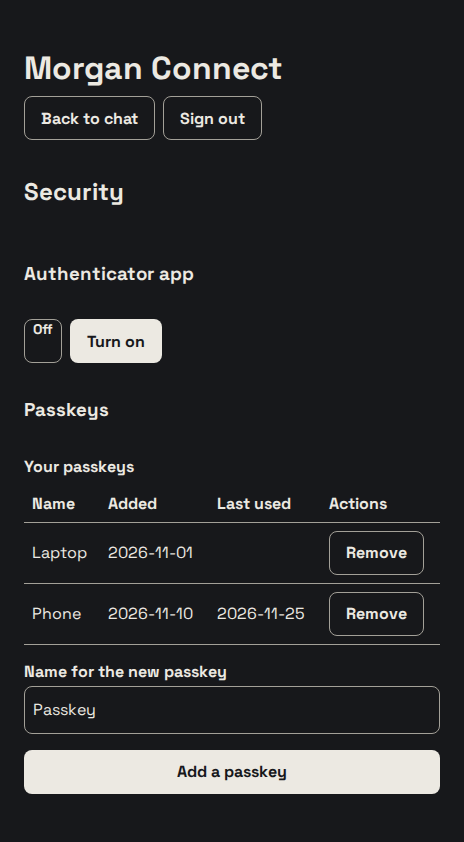 Morgan Connect
Back to chat Sign out
Security
Authenticator app
Off Turn on
Passkeys
Your passkeys
Name Added Last used Actions
Laptop 2026-11-01 Remove
Phone 2026-11-10 2026-11-25 Remove
Name for the new passkey
Passkey
Add a passkey